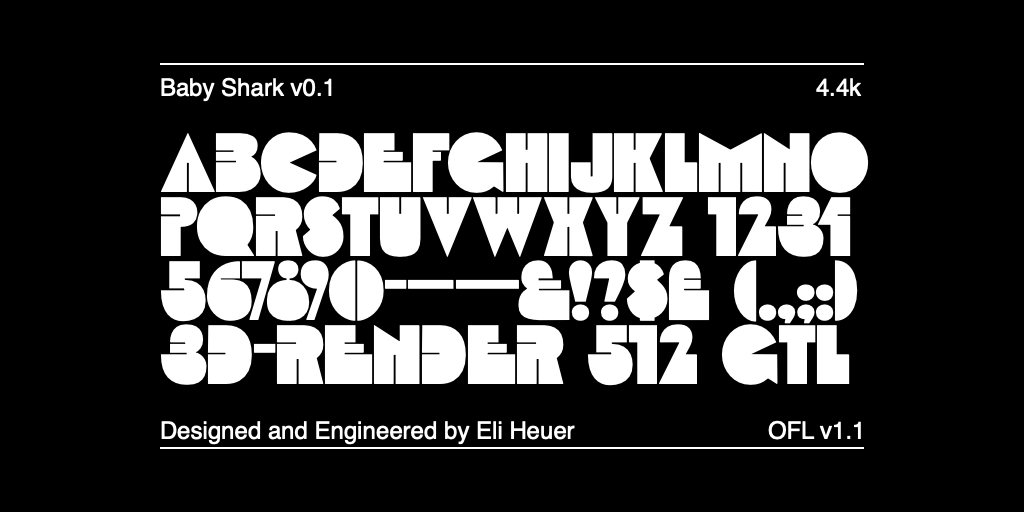 Baby Shark v0.1 4.4k
ABCDEFGHIJKLMNO
PQRSTUVWXYZ 1234
567890-–—&!?$£ (.,;:)
3D-RENDER 512 GTL
Designed and Engineered by Eli Heuer OFL v1.1